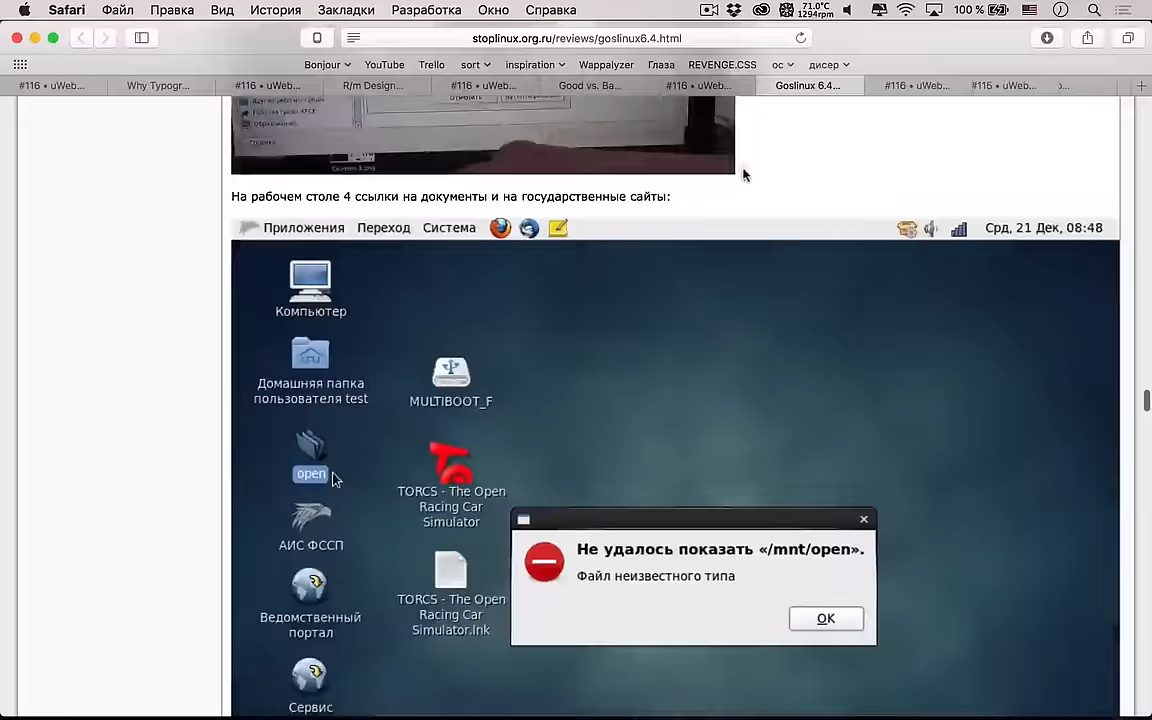 Safari Файл Правка Вид История Закладки Разработка Окно Справка 71.0°C 1294rpm 100 %
stoplinux.org.ru/reviews/goslinux6.4.html
Bonjour YouTube Trello sort inspiration Wappalyzer Глаза REVENGE.CSS ос дисер
#116 • uWeb... Why Typogr... #116 • uWeb... R/m Design... #116 • uWeb... Good vs. Ba... #116 • uWeb... Goslinux 6.4... #116 • uWeb... #115 • uWeb...
На рабочем столе 4 ссылки на документы и на государственные сайты:
Приложения Переход Система Срд, 21 Дек, 08:48
Компьютер
Домашняя папка
пользователя test
MULTIBOOT_F
open
TORCS - The Open
Racing Car
Simulator
АИС ФССП
Не удалось показать «/mnt/open».
Файл неизвестного типа
OK
TORCS - The Open
Racing Car
Simulator.lnk
Ведомственный
портал
Сервис